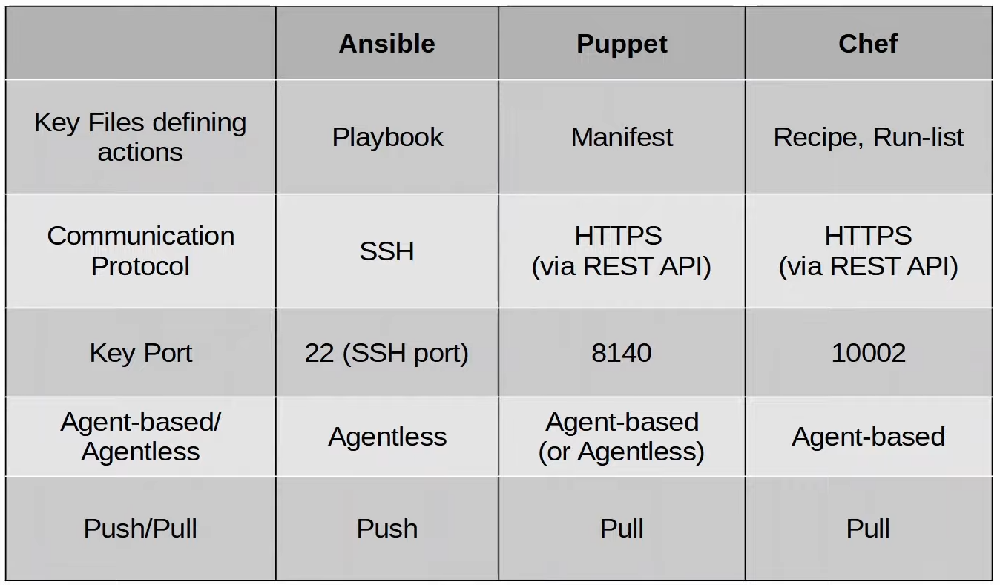 Ansible Puppet Chef
Key Files defining
actions
Playbook Manifest Recipe, Run-list
Communication
Protocol
SSH
HTTPS
(via REST API)
HTTPS
(via REST API)
Key Port 22 (SSH port) 8140 10002
Agent-based/
Agentless
Agentless
Agent-based
(or Agentless)
Agent-based
Push/Pull Push Pull Pull